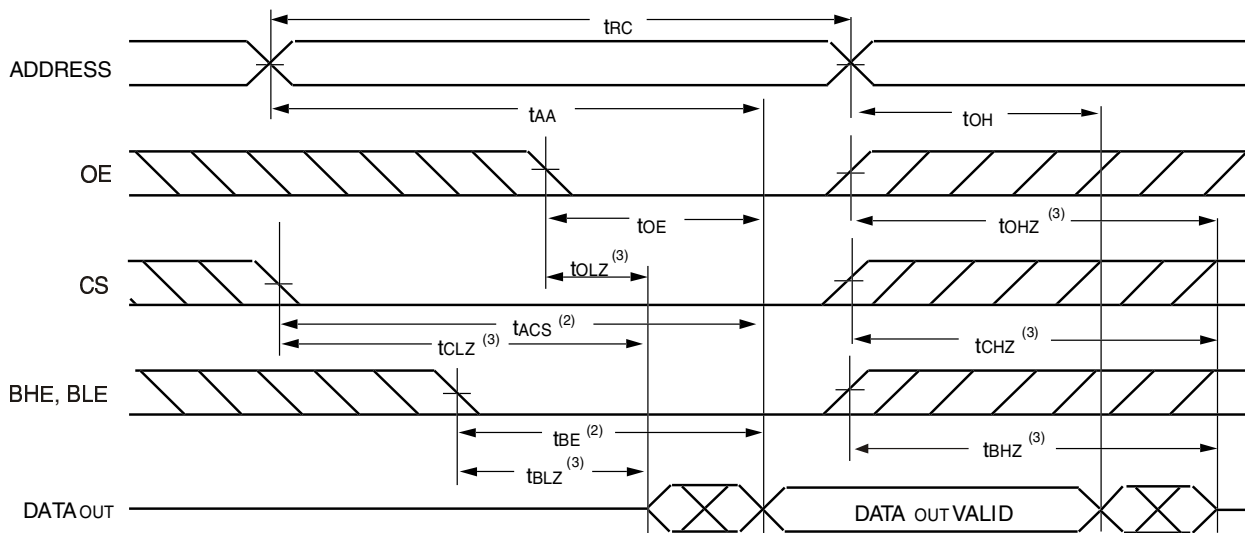 tRC
ADDRESS
tAA
tOH
OE
tOE
tOHZ (3)
tOLZ (3)
CS
tACS (2)
tCLZ (3)
tCHZ (3)
BHE, BLE
tBE (2)
tBHZ (3)
tBLZ (3)
DATA OUT
DATA OUT VALID